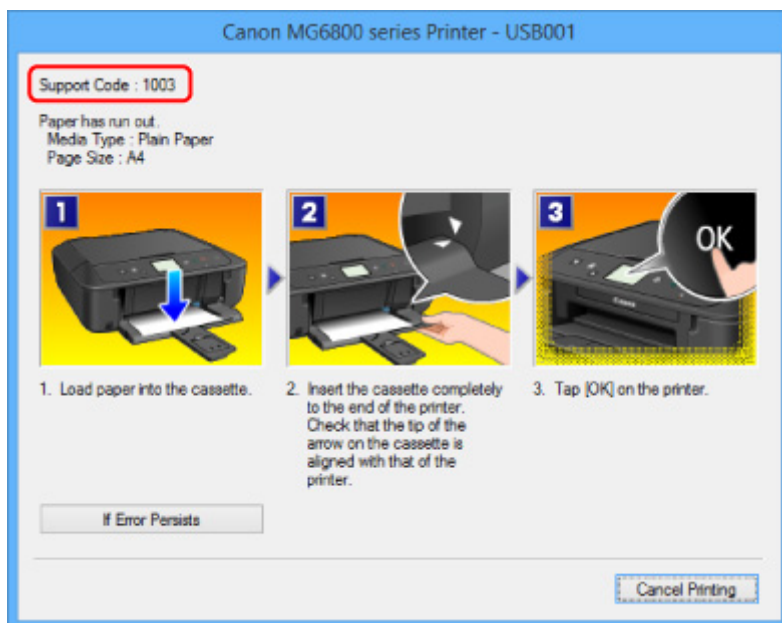 Canon MG6800 series Printer - USB001
Support Code : 1003
Paper has run out.
Media Type : Plain Paper
Page Size : A4
1
2
3
OK
Canon
1. Load paper into the cassette.
2. Insert the cassette completely
to the end of the printer.
Check that the tip of the
arrow on the cassette is
aligned with that of the
printer.
3. Tap [OK] on the printer.
If Error Persists
Cancel Printing